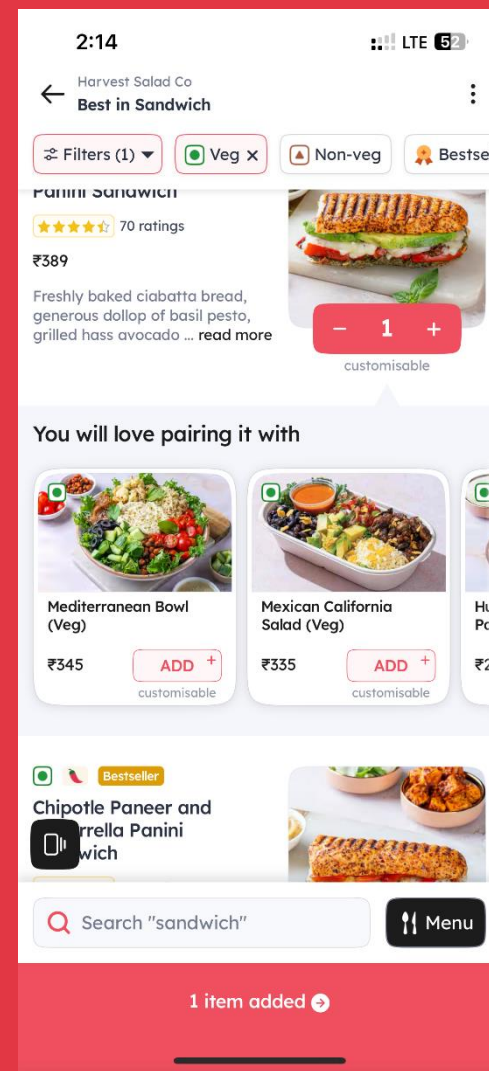 2:14
LTE 52
Harvest Salad Co
Best in Sandwich
Filters (1)
Veg ×
Non-veg
Bestse
Panini Sandwich
70 ratings
₹389
Freshly baked ciabatta bread,
generous dollop of basil pesto,
grilled hass avocado ... read more
− 1 +
customisable
You will love pairing it with
Mediterranean Bowl
(Veg)
₹345
ADD +
customisable
Mexican California
Salad (Veg)
₹335
ADD +
customisable
Hu
₹2
Bestseller
Chipotle Paneer and
rrella Panini
wich
Search "sandwich"
Menu
1 item added